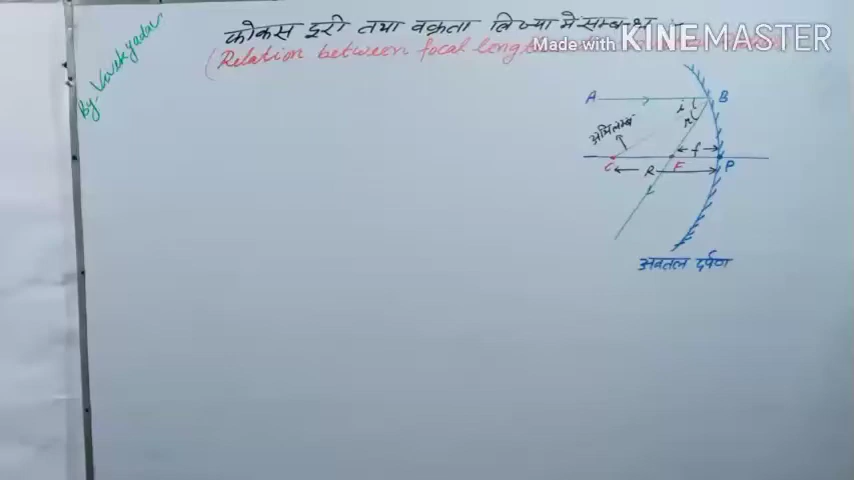 फोकस दूरी तथा वक्रता त्रिज्या में सम्बन्ध :-
(Relation between focal lengt
Made with KINEMASTER
By- Vivek yadav
A
i
B
r
अभिलम्ब
f
C
R
F
P
अवतल दर्पण